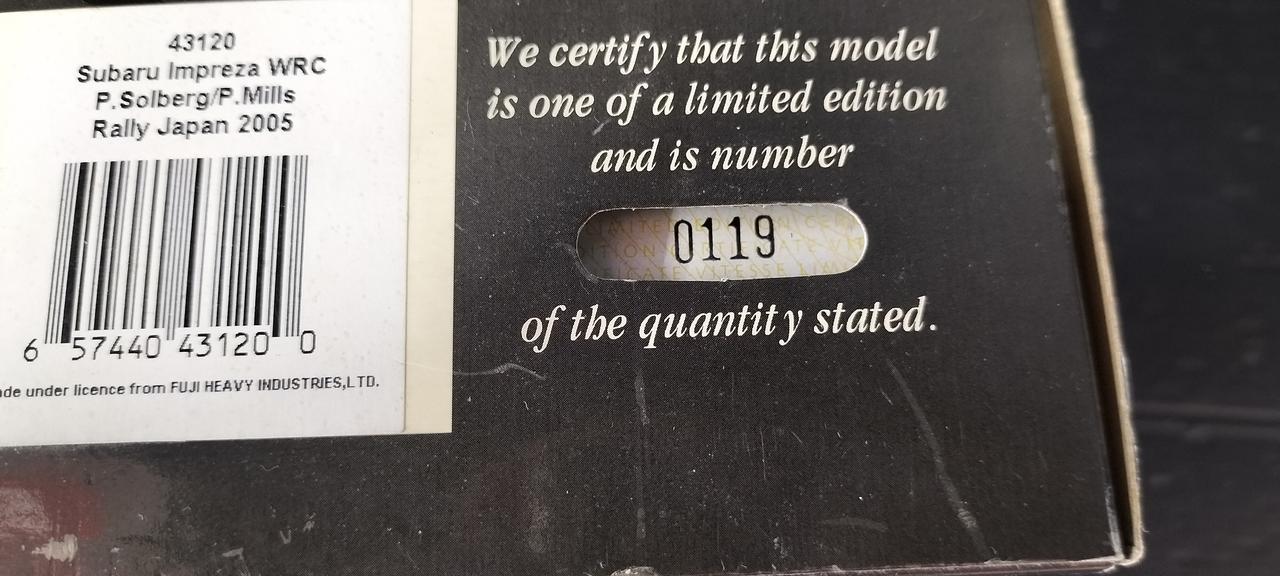 43120
Subaru Impreza WRC
P.Solberg/P.Mills
Rally Japan 2005
6 57440 43120 0
under licence from FUJI HEAVY INDUSTRIES,LTD.
We certify that this model
is one of a limited edition
and is number
0119
of the quantity stated.